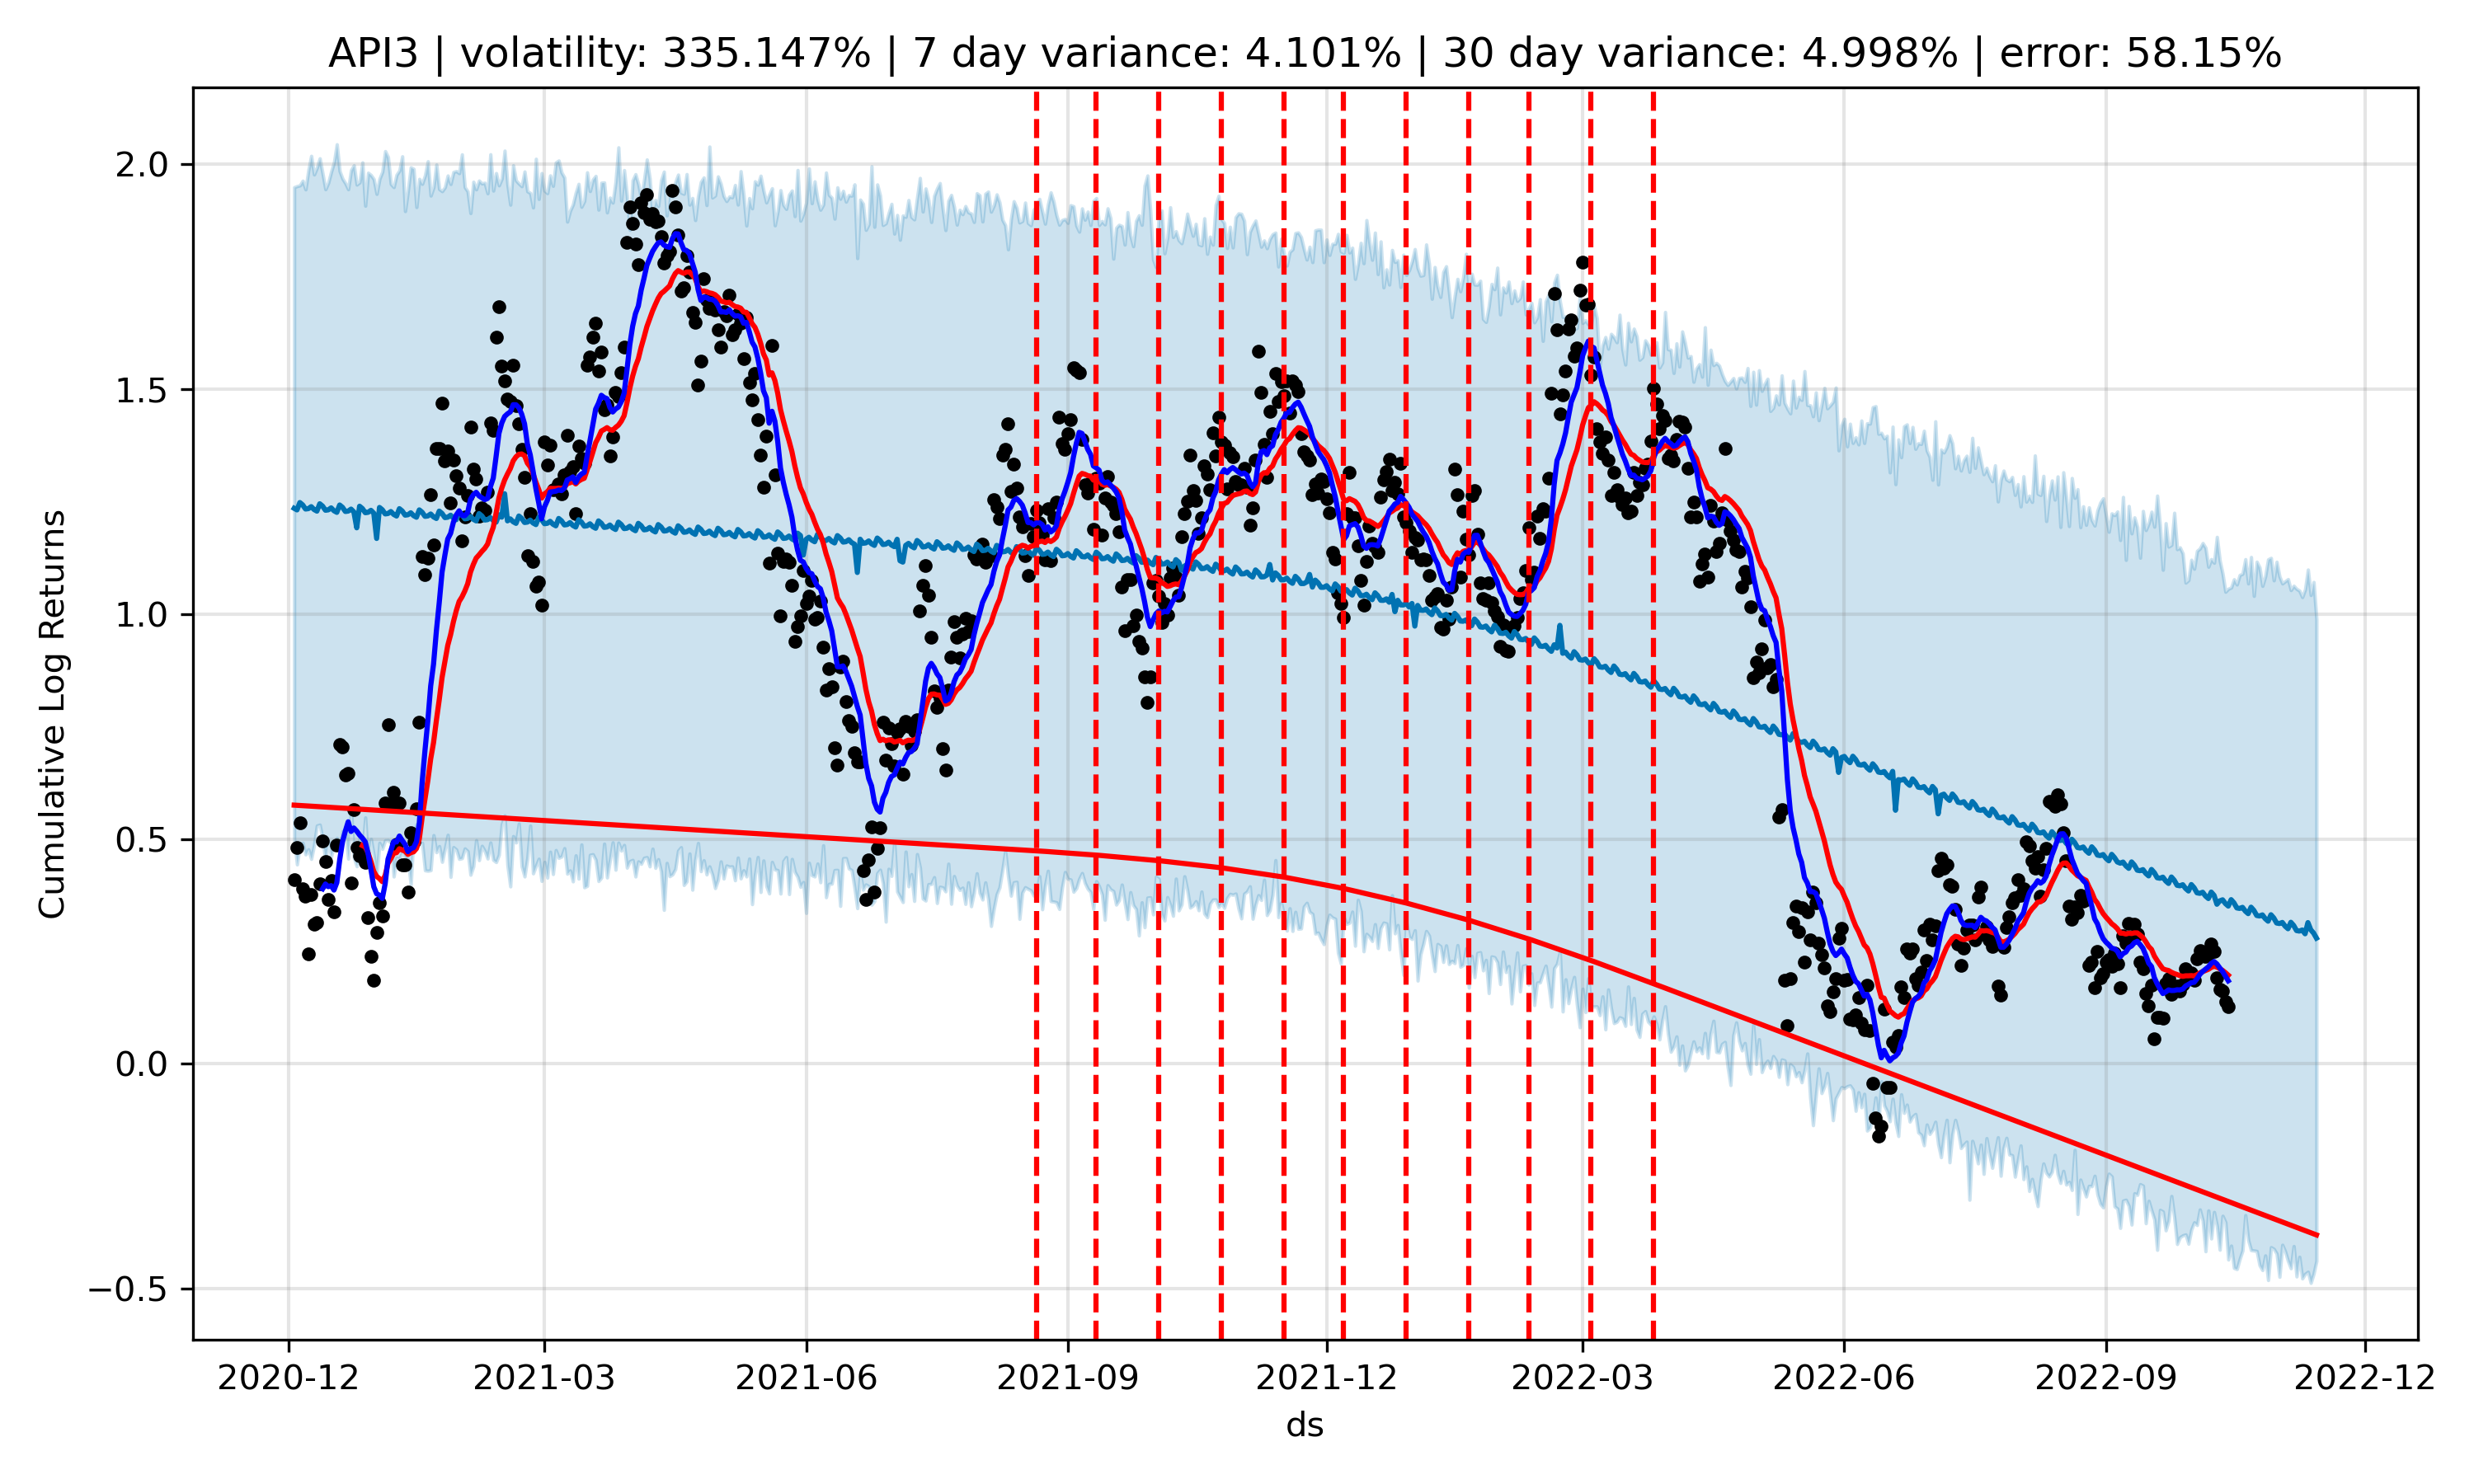 API3 | volatility: 335.147% | 7 day variance: 4.101% | 30 day variance: 4.998% | error: 58.15%
2.0
1.5
1.0
0.5
0.0
−0.5
Cumulative Log Returns
2020-12 2021-03 2021-06 2021-09 2021-12 2022-03 2022-06 2022-09 2022-12
ds